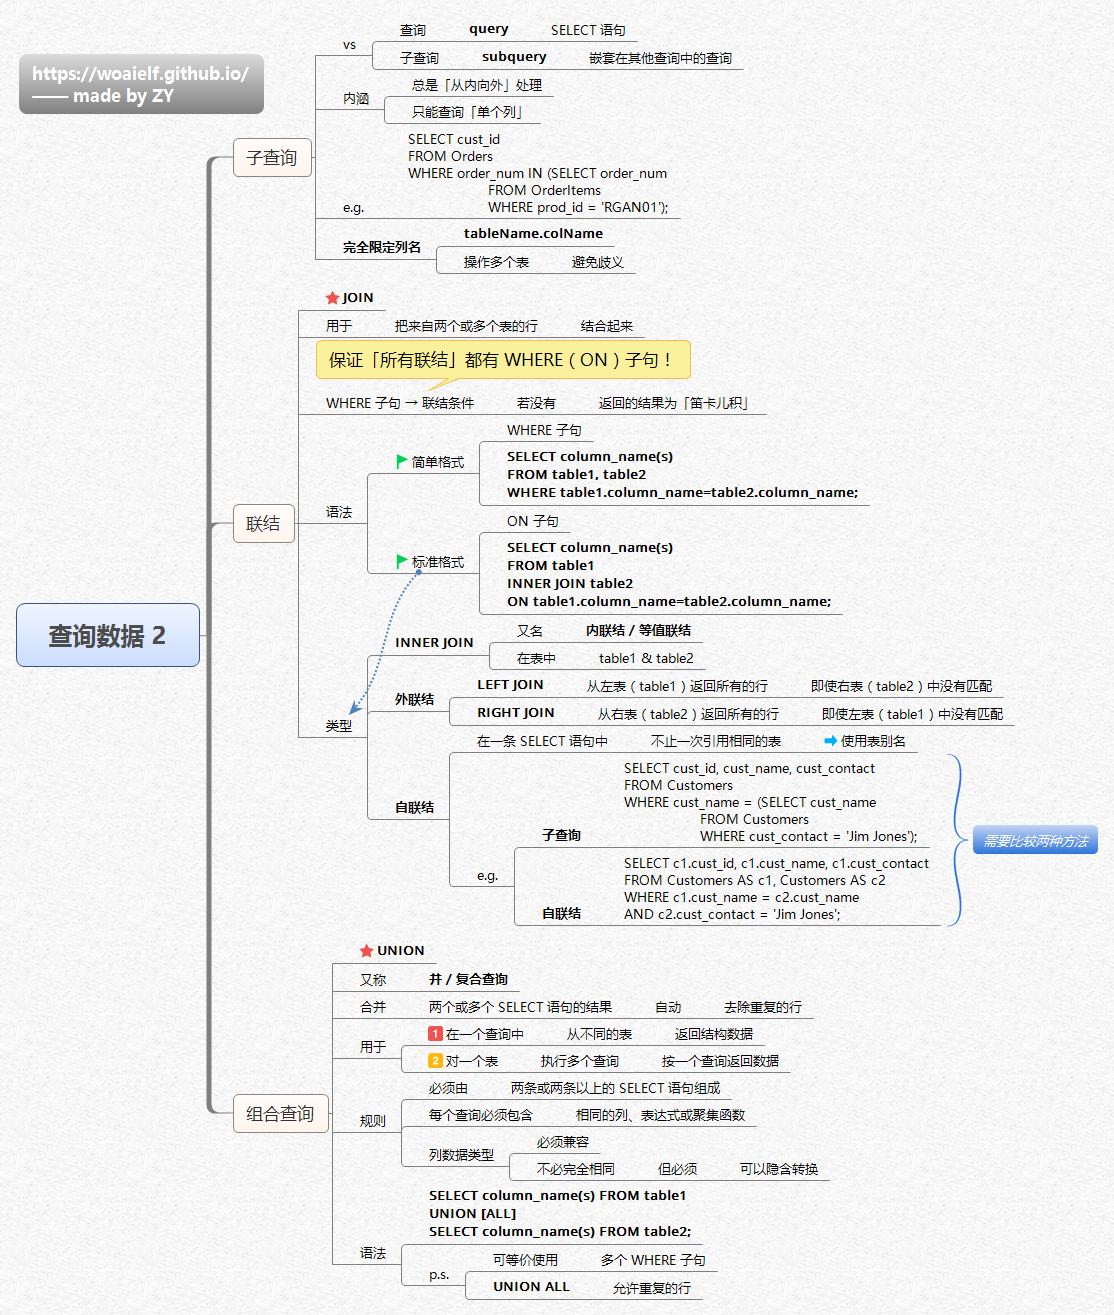 https://woaielf.github.io/
—— made by ZY
查询数据 2
子查询
vs
查询 query SELECT 语句
子查询 subquery 嵌套在其他查询中的查询
内涵
总是「从内向外」处理
只能查询「单个列」
e.g.
SELECT cust_id
FROM Orders
WHERE order_num IN (SELECT order_num
FROM OrderItems
WHERE prod_id = 'RGAN01');
完全限定列名
tableName.colName
操作多个表 避免歧义
联结
JOIN
用于 把来自两个或多个表的行 结合起来
保证「所有联结」都有 WHERE（ON）子句！
WHERE 子句 → 联结条件 若没有 返回的结果为「笛卡儿积」
语法
简单格式
WHERE 子句
SELECT column_name(s)
FROM table1, table2
WHERE table1.column_name=table2.column_name;
标准格式
ON 子句
SELECT column_name(s)
FROM table1
INNER JOIN table2
ON table1.column_name=table2.column_name;
类型
INNER JOIN
又名 内联结 / 等值联结
在表中 table1 & table2
外联结
LEFT JOIN 从左表（table1）返回所有的行 即使右表（table2）中没有匹配
RIGHT JOIN 从右表（table2）返回所有的行 即使左表（table1）中没有匹配
自联结
在一条 SELECT 语句中 不止一次引用相同的表 使用表别名
e.g.
子查询
SELECT cust_id, cust_name, cust_contact
FROM Customers
WHERE cust_name = (SELECT cust_name
FROM Customers
WHERE cust_contact = 'Jim Jones');
自联结
SELECT c1.cust_id, c1.cust_name, c1.cust_contact
FROM Customers AS c1, Customers AS c2
WHERE c1.cust_name = c2.cust_name
AND c2.cust_contact = 'Jim Jones';
需要比较两种方法
组合查询
UNION
又称 并 / 复合查询
合并 两个或多个 SELECT 语句的结果 自动 去除重复的行
用于
1 在一个查询中 从不同的表 返回结构数据
2 对一个表 执行多个查询 按一个查询返回数据
规则
必须由 两条或两条以上的 SELECT 语句组成
每个查询必须包含 相同的列、表达式或聚集函数
列数据类型
必须兼容
不必完全相同 但必须 可以隐含转换
语法
SELECT column_name(s) FROM table1
UNION [ALL]
SELECT column_name(s) FROM table2;
p.s.
可等价使用 多个 WHERE 子句
UNION ALL 允许重复的行